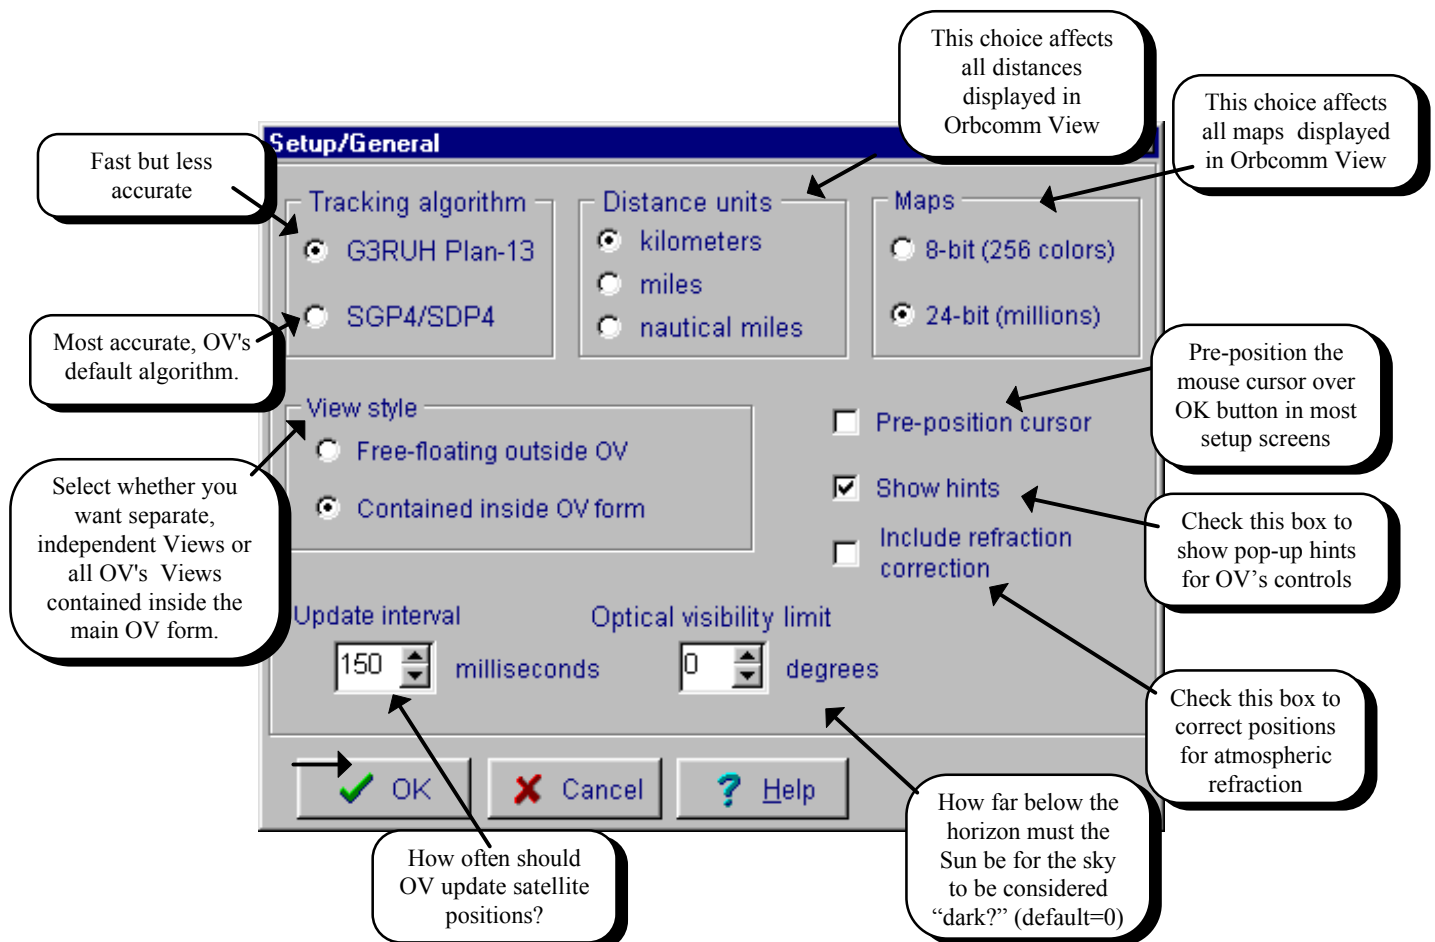 This choice affects
all distances
displayed in
Orbcomm View
This choice affects
all maps  displayed
in Orbcomm View
Setup/General
Fast but less
accurate
Tracking algorithm
G3RUH Plan-13
SGP4/SDP4
Distance units
kilometers
miles
nautical miles
Maps
8-bit (256 colors)
24-bit (millions)
Most accurate, OV's
default algorithm.
Pre-position the
mouse cursor over
OK button in most
setup screens
View style
Free-floating outside OV
Contained inside OV form
Pre-position cursor
Show hints
Include refraction
correction
Select whether you
want separate,
independent Views or
all OV's  Views
contained inside the
main OV form.
Check this box to
show pop-up hints
for OV’s controls
Update interval
150 milliseconds
Optical visibility limit
0 degrees
Check this box to
correct positions
for atmospheric
refraction
OK
Cancel
Help
How often should
OV update satellite
positions?
How far below the
horizon must the
Sun be for the sky
to be considered
“dark?” (default=0)